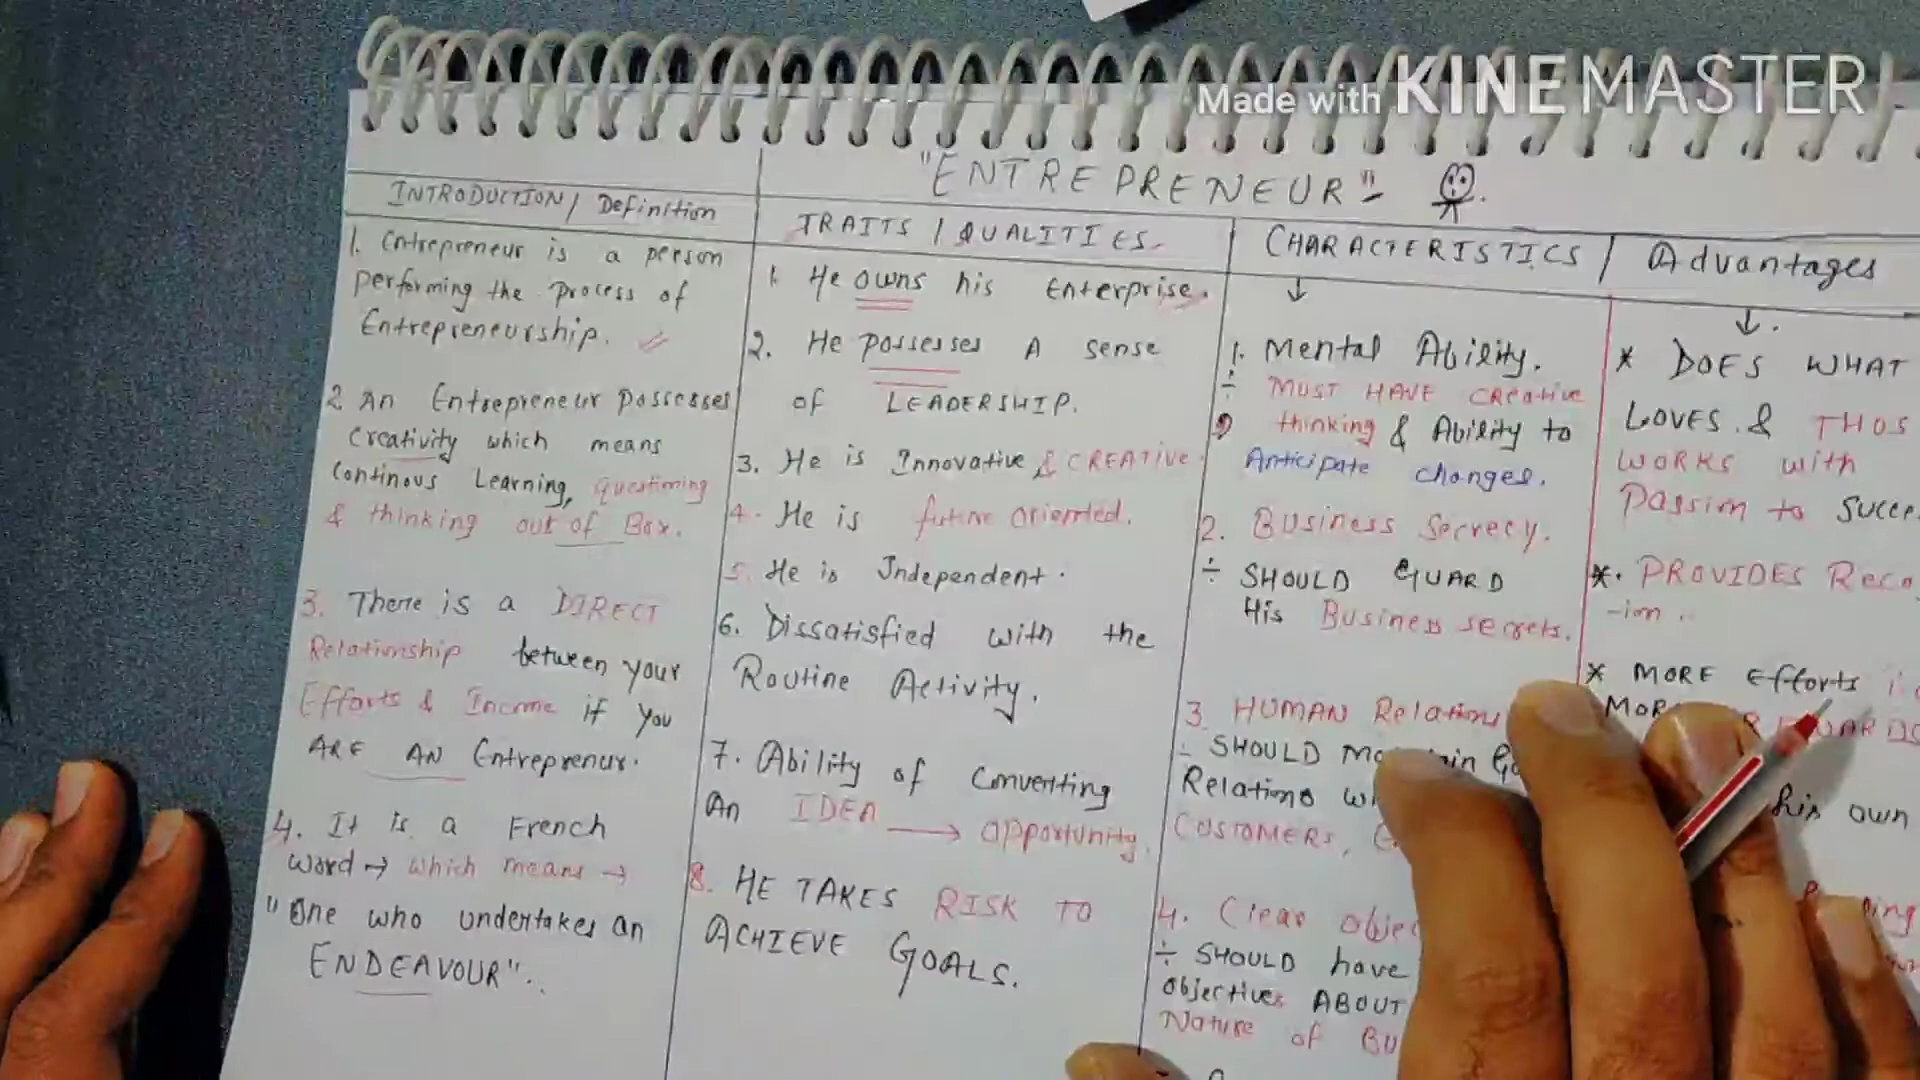 Made with KINEMASTER
"ENTREPRENEUR"-
INTRODUCTION/ Definition
1. Entrepreneur is a person
performing the process of
Entrepreneurship.
2 An Entrepreneur possesses
Creativity which means
continous Learning, questining
& thinking out of Box.
3. There is a DIRECT
Relationship between your
Efforts & Income if you
ARE AN Entreprenur.
4. It is a French
word → which means →
"One who undertakes an
ENDEAVOUR"..
TRAITS / QUALITIES
1. He owns his Enterprise.
2. He possesses A sense
of LEADERSHIP.
3. He is Innovative & CREATIVE
4. He is future oriented.
5. He is Independent.
6. Dissatisfied with the
Routine Activity.
7. Ability of Converting
An IDEA → opportunity.
8. HE TAKES RISK TO
ACHIEVE GOALS.
CHARACTERISTICS /
↓
1. Mental Ability.
÷ MUST HAVE Creative
thinking & Ability to
Anticipate changes.
2. Business Secrecy.
÷ SHOULD GUARD
His Business secrets.
3. HUMAN Relations
SHOULD
Relations
CUSTOMERS,
4. Clear
÷ SHOULD have
objectives ABOUT
Nature of
Advantages
↓.
* DOES WHAT
LOVES. &
WORKS with
Passion to
*. PROVIDES
-ion ..
* MORE Efforts
his own